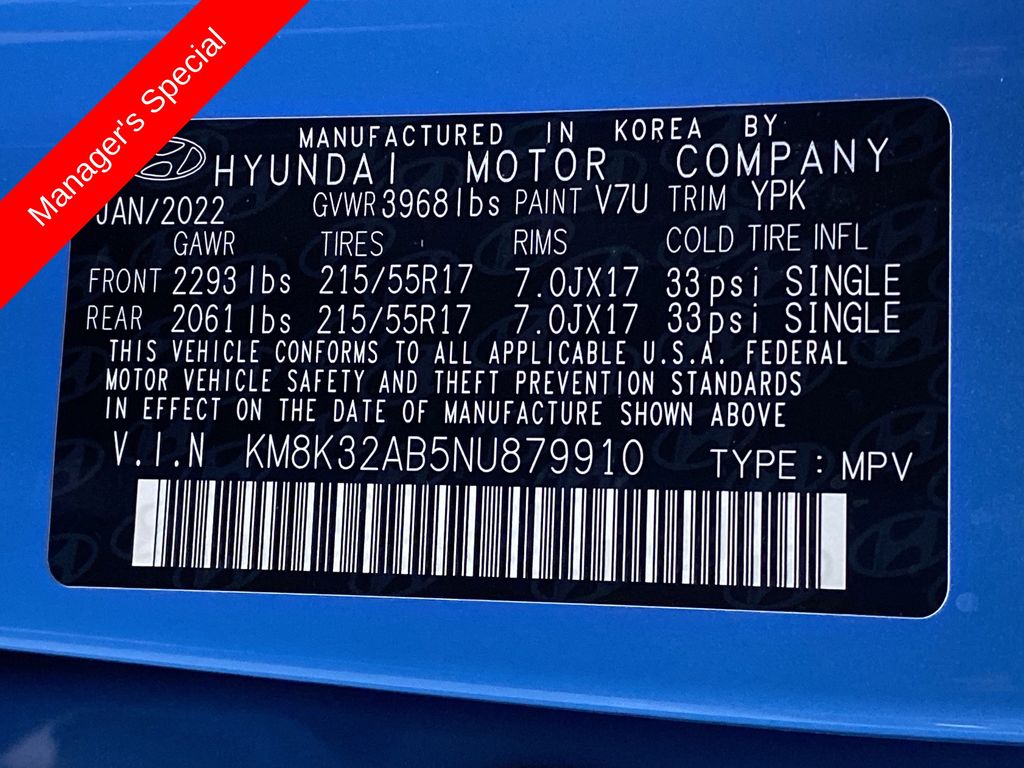 Manager's Special
MANUFACTURED IN KOREA BY
HYUNDAI MOTOR COMPANY
JAN/2022 GVWR 3968 lbs PAINT V7U TRIM YPK
GAWR TIRES RIMS COLD TIRE INFL
FRONT 2293 lbs 215/55R17 7.0JX17 33psi SINGLE
REAR 2061 lbs 215/55R17 7.0JX17 33psi SINGLE
THIS VEHICLE CONFORMS TO ALL APPLICABLE U.S.A. FEDERAL
MOTOR VEHICLE SAFETY AND THEFT PREVENTION STANDARDS
IN EFFECT ON THE DATE OF MANUFACTURE SHOWN ABOVE
V.I.N KM8K32AB5NU879910 TYPE : MPV